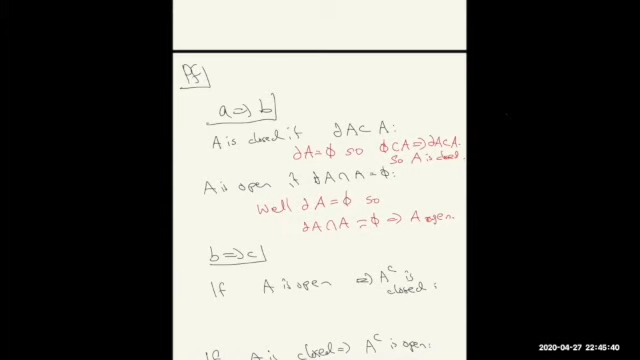 Pf
a ⇒ b
A is closed if ∂A ⊂ A:
∂A = ϕ so ϕ ⊂ A ⇒ ∂A ⊂ A.
So A is closed.
A is open if ∂A ∩ A = ϕ:
Well ∂A = ϕ so
∂A ∩ A = ϕ ⇒ A open.
b ⇒ c
If A is open ⇒ A^c is
closed:
If A is closed ⇒ A^c is open:
2020-04-27 22:45:40